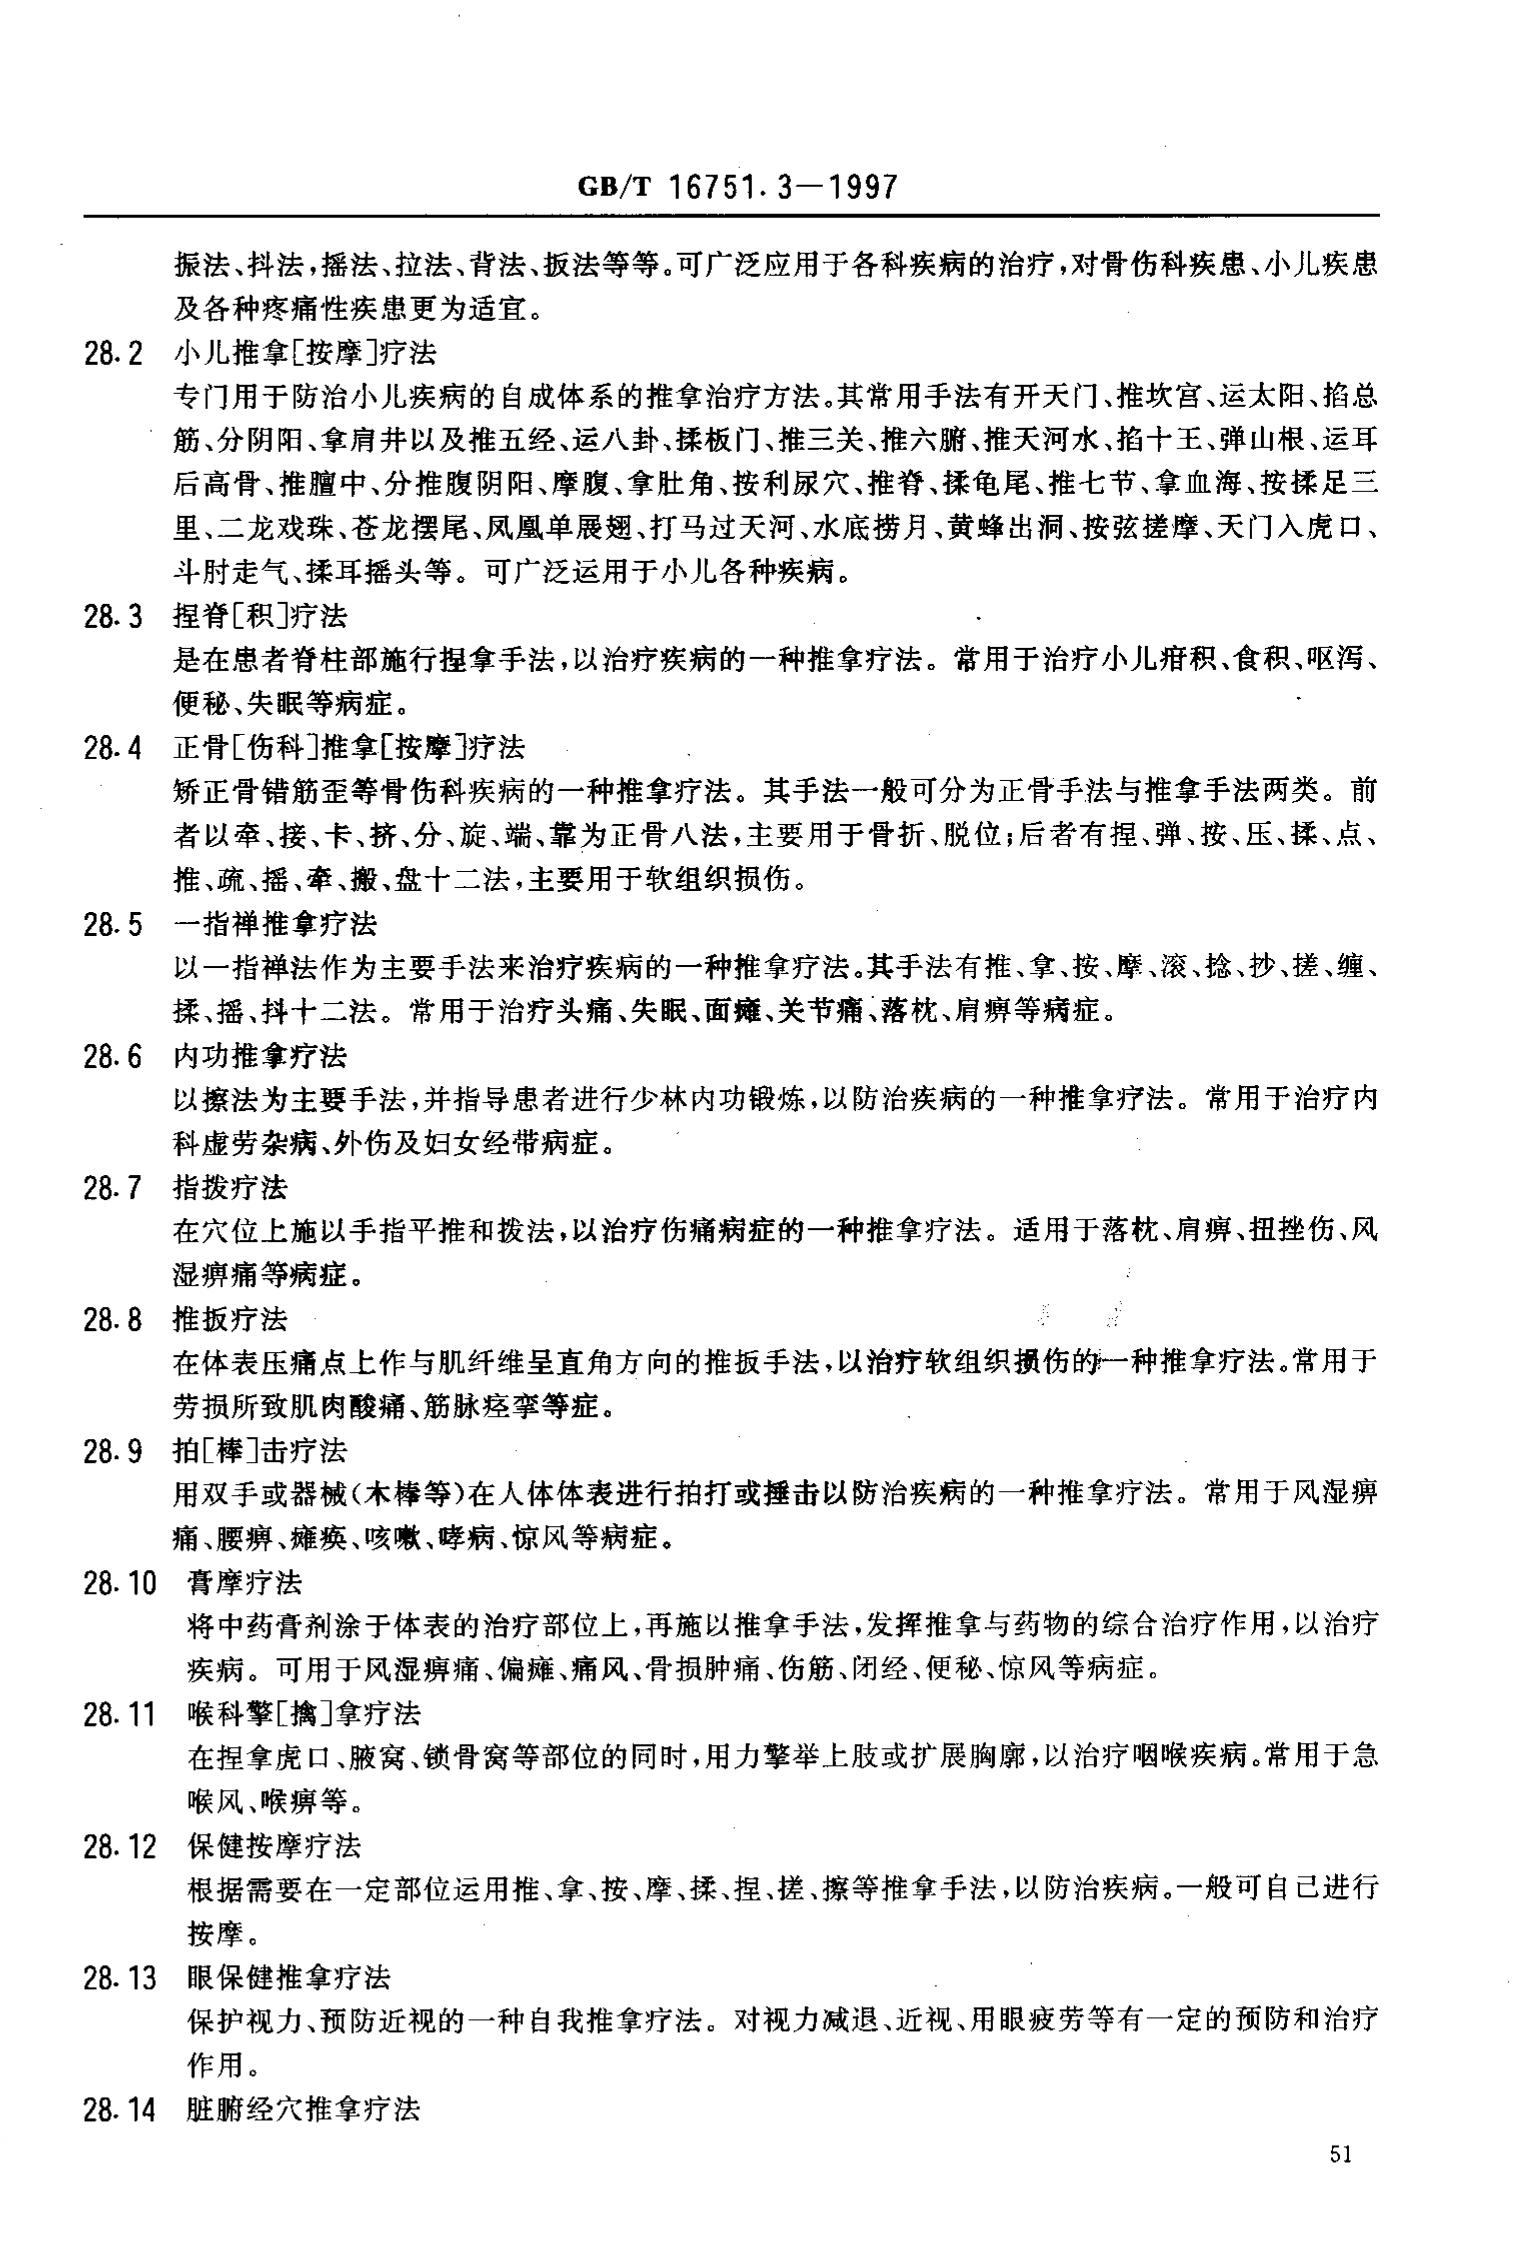 GB/T 16751.3—1997
振法、抖法,摇法、拉法、背法、扳法等等。可广泛应用于各科疾病的治疗,对骨伤科疾患、小儿疾患
及各种疼痛性疾患更为适宜。
28.2 小儿推拿[按摩]疗法
专门用于防治小儿疾病的自成体系的推拿治疗方法。其常用手法有开天门、推坎宫、运太阳、掐总
筋、分阴阳、拿肩井以及推五经、运八卦、揉板门、推三关、推六腑、推天河水、掐十王、弹山根、运耳
后高骨、推膻中、分推腹阴阳、摩腹、拿肚角、按利尿穴、推脊、揉龟尾、推七节、拿血海、按揉足三
里、二龙戏珠、苍龙摆尾、凤凰单展翅、打马过天河、水底捞月、黄蜂出洞、按弦搓摩、天门入虎口、
斗肘走气、揉耳摇头等。可广泛运用于小儿各种疾病。
28.3 捏脊[积]疗法
是在患者脊柱部施行捏拿手法,以治疗疾病的一种推拿疗法。常用于治疗小儿疳积、食积、呕泻、
便秘、失眠等病症。
28.4 正骨[伤科]推拿[按摩]疗法
矫正骨错筋歪等骨伤科疾病的一种推拿疗法。其手法一般可分为正骨手法与推拿手法两类。前
者以牵、接、卡、挤、分、旋、端、靠为正骨八法,主要用于骨折、脱位;后者有捏、弹、按、压、揉、点、
推、疏、摇、牵、搬、盘十二法,主要用于软组织损伤。
28.5 一指禅推拿疗法
以一指禅法作为主要手法来治疗疾病的一种推拿疗法。其手法有推、拿、按、摩、滚、捻、抄、搓、缠、
揉、摇、抖十二法。常用于治疗头痛、失眠、面瘫、关节痛、落枕、肩痹等病症。
28.6 内功推拿疗法
以擦法为主要手法,并指导患者进行少林内功锻炼,以防治疾病的一种推拿疗法。常用于治疗内
科虚劳杂病、外伤及妇女经带病症。
28.7 指拨疗法
在穴位上施以手指平推和拨法,以治疗伤痛病症的一种推拿疗法。适用于落枕、肩痹、扭挫伤、风
湿痹痛等病症。
28.8 推扳疗法
在体表压痛点上作与肌纤维呈直角方向的推扳手法,以治疗软组织损伤的一种推拿疗法。常用于
劳损所致肌肉酸痛、筋脉痉挛等症。
28.9 拍[棒]击疗法
用双手或器械(木棒等)在人体体表进行拍打或捶击以防治疾病的一种推拿疗法。常用于风湿痹
痛、腰痹、瘫痪、咳嗽、哮病、惊风等病症。
28.10 膏摩疗法
将中药膏剂涂于体表的治疗部位上,再施以推拿手法,发挥推拿与药物的综合治疗作用,以治疗
疾病。可用于风湿痹痛、偏瘫、痛风、骨损肿痛、伤筋、闭经、便秘、惊风等病症。
28.11 喉科擎[擒]拿疗法
在捏拿虎口、腋窝、锁骨窝等部位的同时,用力擎举上肢或扩展胸廓,以治疗咽喉疾病。常用于急
喉风、喉痹等。
28.12 保健按摩疗法
根据需要在一定部位运用推、拿、按、摩、揉、捏、搓、擦等推拿手法,以防治疾病。一般可自己进行
按摩。
28.13 眼保健推拿疗法
保护视力、预防近视的一种自我推拿疗法。对视力减退、近视、用眼疲劳等有一定的预防和治疗
作用。
28.14 脏腑经穴推拿疗法
51